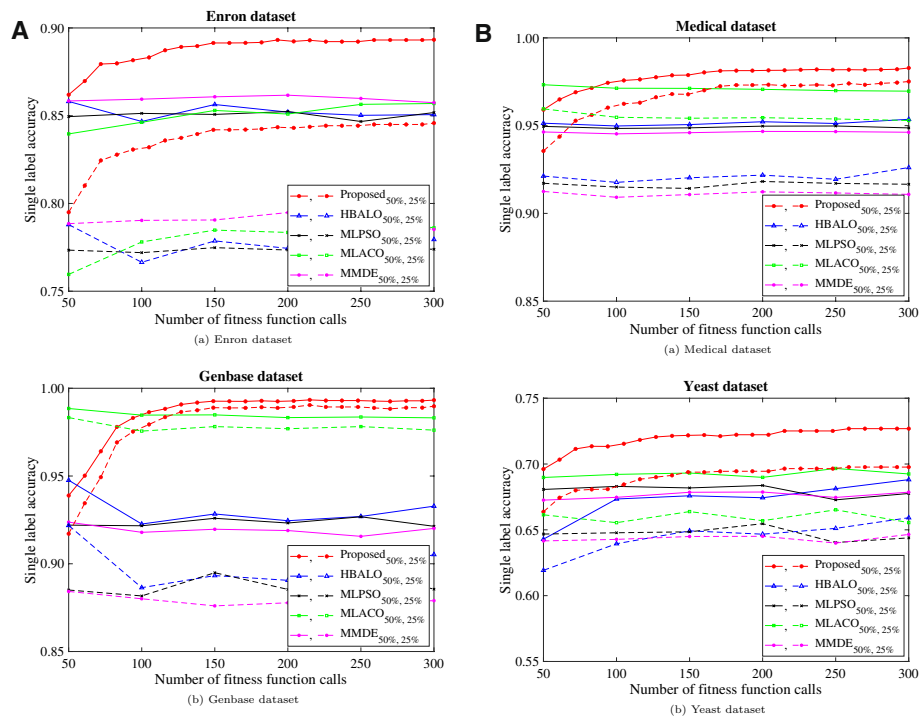 A
Enron dataset
0.90
0.85
0.80
0.75
Single label accuracy
Proposed50%, 25%
, HBALO50%, 25%
, MLPSO50%, 25%
, MLACO50%, 25%
, MMDE50%, 25%
50 100 150 200 250 300
Number of fitness function calls
(a) Enron dataset
Genbase dataset
1.00
0.95
0.90
0.85
Single label accuracy
, Proposed50%, 25%
, HBALO50%, 25%
, MLPSO50%, 25%
, MLACO50%, 25%
, MMDE50%, 25%
50 100 150 200 250 300
Number of fitness function calls
(b) Genbase dataset
B
Medical dataset
1.00
0.95
0.90
0.85
Single label accuracy
, Proposed50%, 25%
, HBALO50%, 25%
, MLPSO50%, 25%
, MLACO50%, 25%
, MMDE50%, 25%
50 100 150 200 250 300
Number of fitness function calls
(a) Medical dataset
Yeast dataset
0.75
0.70
0.65
0.60
0.55
Single label accuracy
, Proposed50%, 25%
, HBALO50%, 25%
, MLPSO50%, 25%
, MLACO50%, 25%
, MMDE50%, 25%
50 100 150 200 250 300
Number of fitness function calls
(b) Yeast dataset